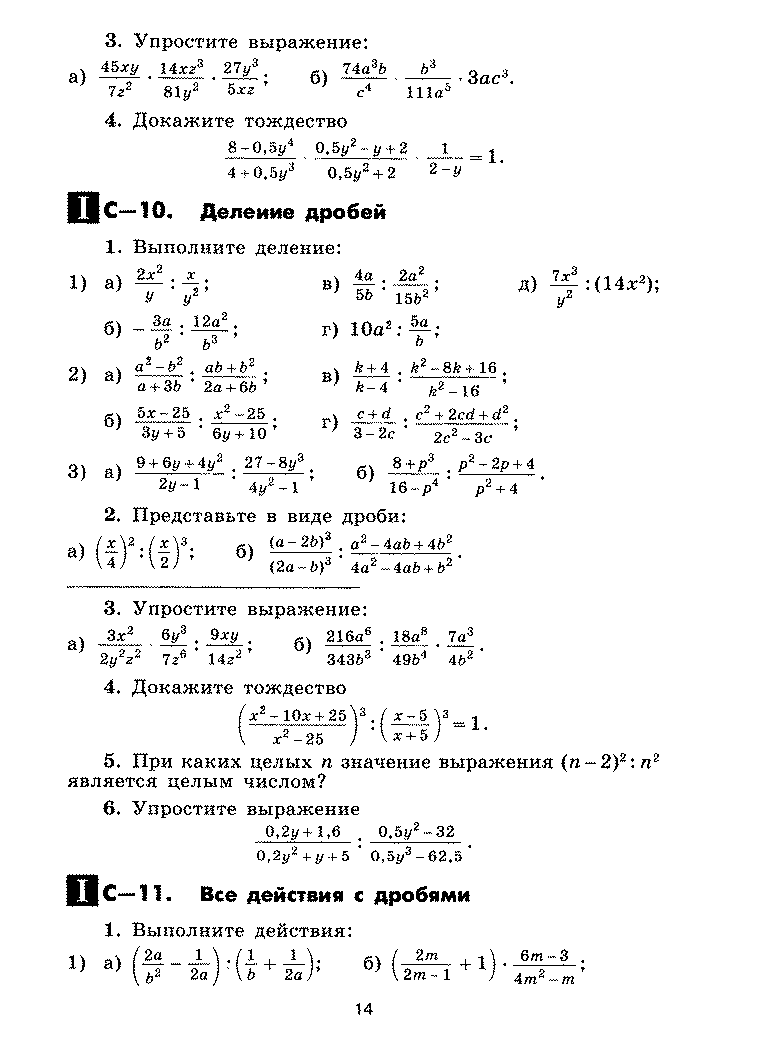 3. Упростите выражение:
а) 45xy/7z² · 14xz³/81y² · 27y³/5xz; б) 74a³b/c⁴ · b³/111a⁵ · 3ac³.
4. Докажите тождество
(8-0,5y⁴)/(4+0,5y³) · (0,5y²-y+2)/(0,5y²+2) · 1/(2-y) = 1.
I С—10. Деление дробей
1. Выполните деление:
1) а) 2x²/y : x/y²; в) 4a/5b : 2a²/15b²; д) 7x³/y² : (14x²);
б) - 3a/b² : 12a²/b³; г) 10a² : 5a/b;
2) а) (a²-b²)/(a+3b) : (ab+b²)/(2a+6b); в) (k+4)/(k-4) : (k²-8k+16)/(k²-16);
б) (5x-25)/(3y+5) : (x²-25)/(6y+10); г) (c+d)/(3-2c) : (c²+2cd+d²)/(2c²-3c);
3) а) (9+6y+4y²)/(2y-1) : (27-8y³)/(4y²-1); б) (8+p³)/(16-p⁴) : (p²-2p+4)/(p²+4).
2. Представьте в виде дроби:
а) (x/4)² : (x/2)³; б) (a-2b)³/(2a-b)³ : (a²-4ab+4b²)/(4a²-4ab+b²).
3. Упростите выражение:
а) 3x²/2y²z² · 6y³/7z⁶ : 9xy/14z²; б) 216a⁶/343b³ : 18a⁸/49b⁴ · 7a³/4b².
4. Докажите тождество
((x²-10x+25)/(x²-25))³ : ((x-5)/(x+5))³ = 1.
5. При каких целых n значение выражения (n-2)² : n²
является целым числом?
6. Упростите выражение
(0,2y+1,6)/(0,2y²+y+5) : (0,5y²-32)/(0,5y³-62,5).
I С—11. Все действия с дробями
1. Выполните действия:
1) а) (2a/b² - 1/2a) : (1/b + 1/2a); б) (2m/(2m-1) + 1) · (6m-3)/(4m²-m);
14